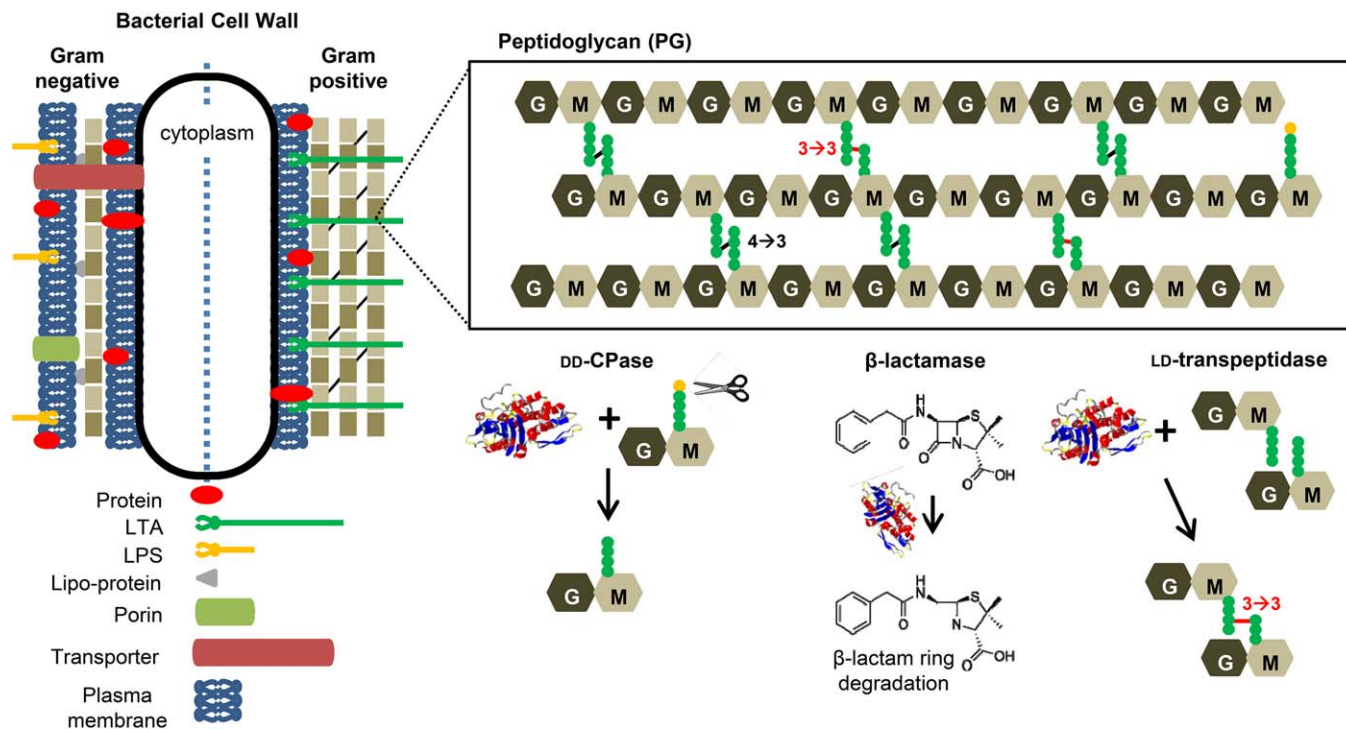 Bacterial Cell Wall
Gram
negative
Gram
positive
cytoplasm
Protein
LTA
LPS
Lipo-protein
Porin
Transporter
Plasma
membrane
Peptidoglycan (PG)
G M G M G M G M G M G M G M G M G M
3→3
G M G M G M G M G M G M G M G M G M
4→3
G M G M G M G M G M G M G M G M G M
DD-CPase
+
G M
G M
β-lactamase
H
N
O
S
N
O
O
OH
H
N
O
S
N
O
OH
β-lactam ring
degradation
LD-transpeptidase
G M
+
G M
G M
3→3
G M